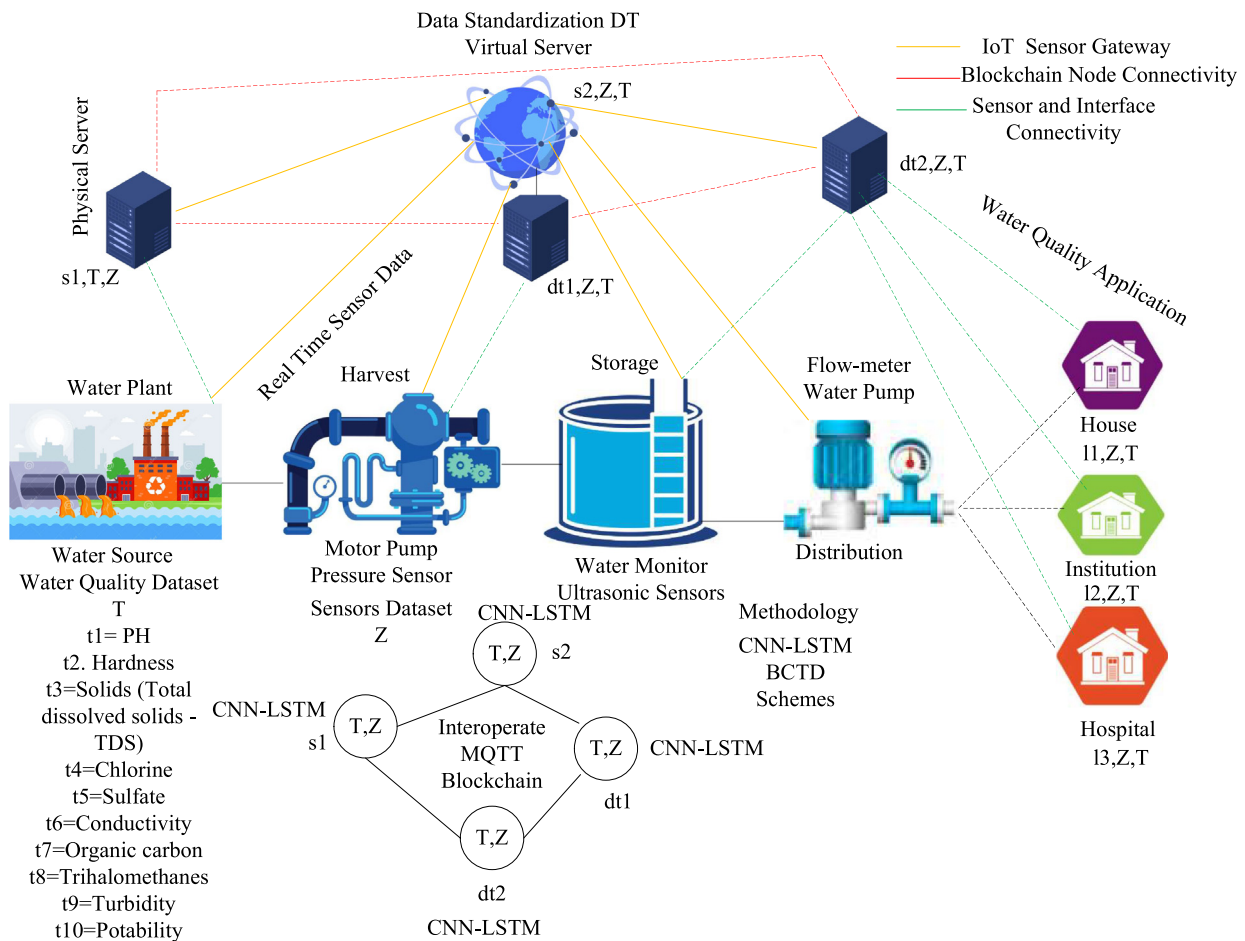 Data Standardization DT
Virtual Server
IoT Sensor Gateway
Blockchain Node Connectivity
Sensor and Interface
Connectivity
s2,Z,T
Physical Server
dt2,Z,T
s1,T,Z
dt1,Z,T
Water Quality Application
Real Time Sensor Data
Water Plant
Harvest
Storage
Flow-meter
Water Pump
House
l1,Z,T
Institution
l2,Z,T
Hospital
l3,Z,T
Distribution
Water Source
Water Quality Dataset
T
t1= PH
t2. Hardness
t3=Solids (Total
dissolved solids -
TDS)
t4=Chlorine
t5=Sulfate
t6=Conductivity
t7=Organic carbon
t8=Trihalomethanes
t9=Turbidity
t10=Potability
Motor Pump
Pressure Sensor
Sensors Dataset
Z
Water Monitor
Ultrasonic Sensors
Methodology
CNN-LSTM
BCTD
Schemes
CNN-LSTM
T,Z
s2
CNN-LSTM
s1
T,Z
Interoperate
MQTT
Blockchain
T,Z
CNN-LSTM
dt1
T,Z
dt2
CNN-LSTM